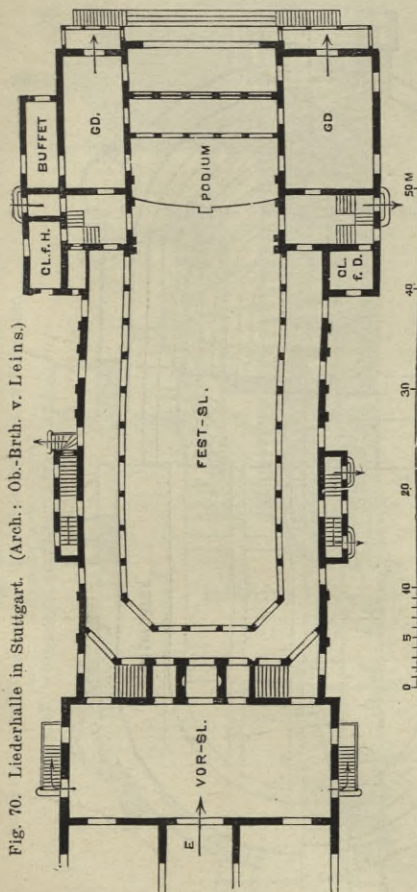 Fig. 70. Liederhalle in Stuttgart. (Arch.: Ob.-Brth. v. Leins.)
BUFFET
GD.
CL.f.H.
PODIUM
GD
CL.
f. D.
FEST-SL.
VOR-SL.
E
0 5 10 20 30 40 50 M